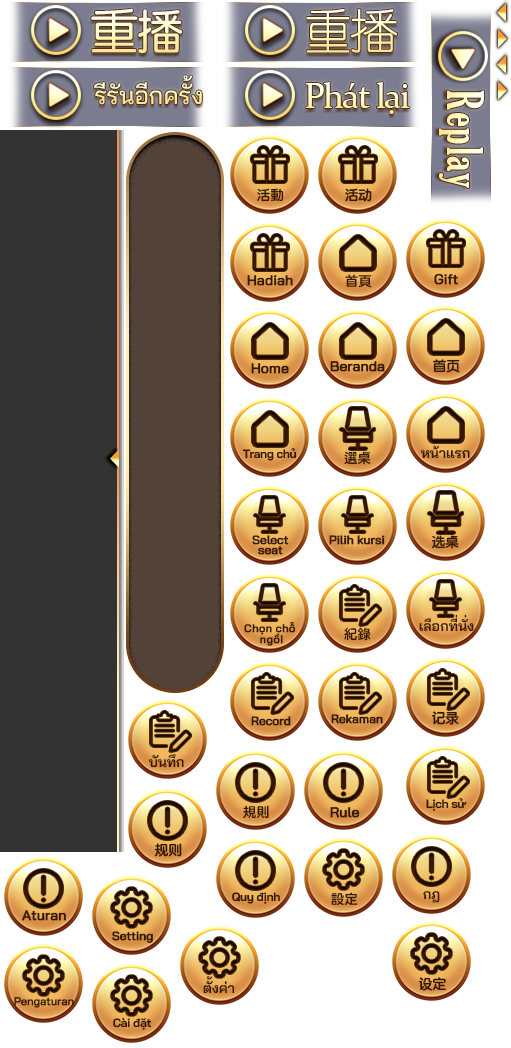 重播
重播
รีรันอีกครั้ง
Phát lại
Replay
活動
活动
Hadiah
首頁
Gift
Home
Beranda
首页
Trang chủ
選桌
หน้าแรก
Select
seat
Pilih kursi
选桌
Chọn chỗ
ngồi
紀錄
เลือกที่นั่ง
Record
Rekaman
记录
บันทึก
規則
Rule
Lịch sử
规则
Quy định
設定
กฎ
Aturan
Setting
ตั้งค่า
设定
Pengaturan
Cài đặt